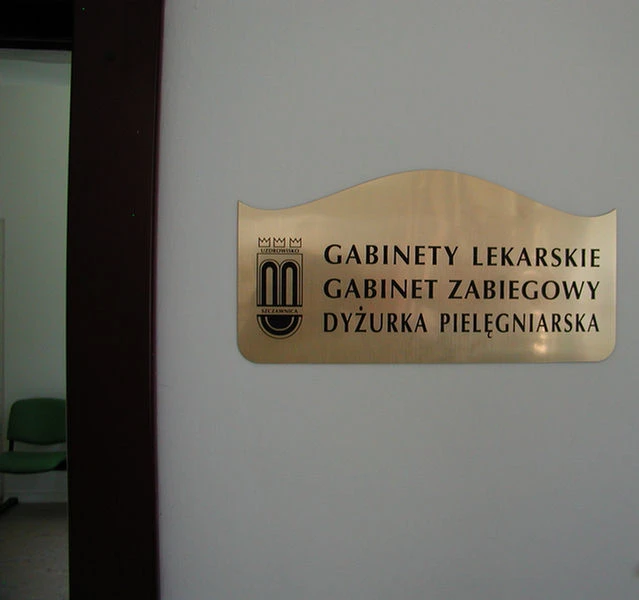 UZDROWISKO
SZCZAWNICA
GABINETY LEKARSKIE
GABINET ZABIEGOWY
DYŻURKA PIELĘGNIARSKA